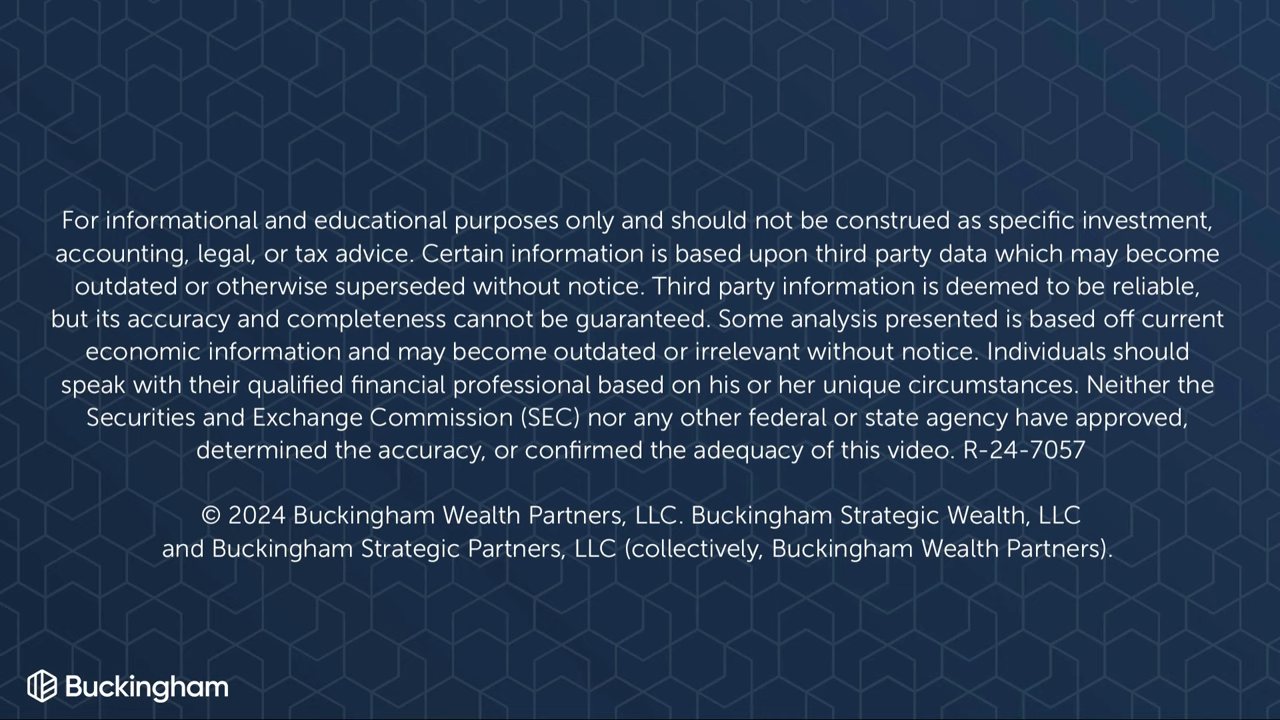 For informational and educational purposes only and should not be construed as specific investment,
accounting, legal, or tax advice. Certain information is based upon third party data which may become
outdated or otherwise superseded without notice. Third party information is deemed to be reliable,
but its accuracy and completeness cannot be guaranteed. Some analysis presented is based off current
economic information and may become outdated or irrelevant without notice. Individuals should
speak with their qualified financial professional based on his or her unique circumstances. Neither the
Securities and Exchange Commission (SEC) nor any other federal or state agency have approved,
determined the accuracy, or confirmed the adequacy of this video. R-24-7057
© 2024 Buckingham Wealth Partners, LLC. Buckingham Strategic Wealth, LLC
and Buckingham Strategic Partners, LLC (collectively, Buckingham Wealth Partners).
Buckingham